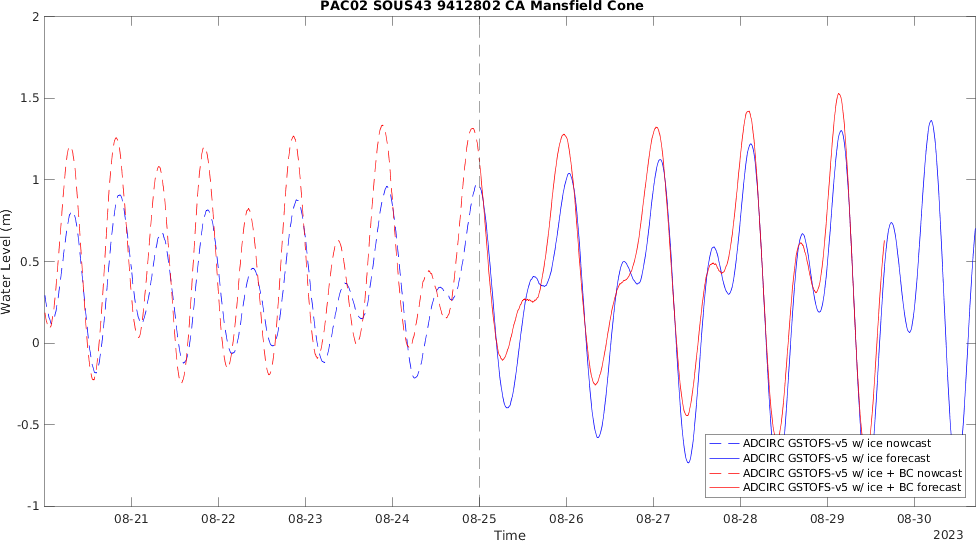 PAC02 SOUS43 9412802 CA Mansfield Cone
Water Level (m)
2
1.5
1
0.5
0
-0.5
-1
08-21 08-22 08-23 08-24 08-25 08-26 08-27 08-28 08-29 08-30
Time
2023
ADCIRC GSTOFS-v5 w/ ice nowcast
ADCIRC GSTOFS-v5 w/ ice forecast
ADCIRC GSTOFS-v5 w/ ice + BC nowcast
ADCIRC GSTOFS-v5 w/ ice + BC forecast